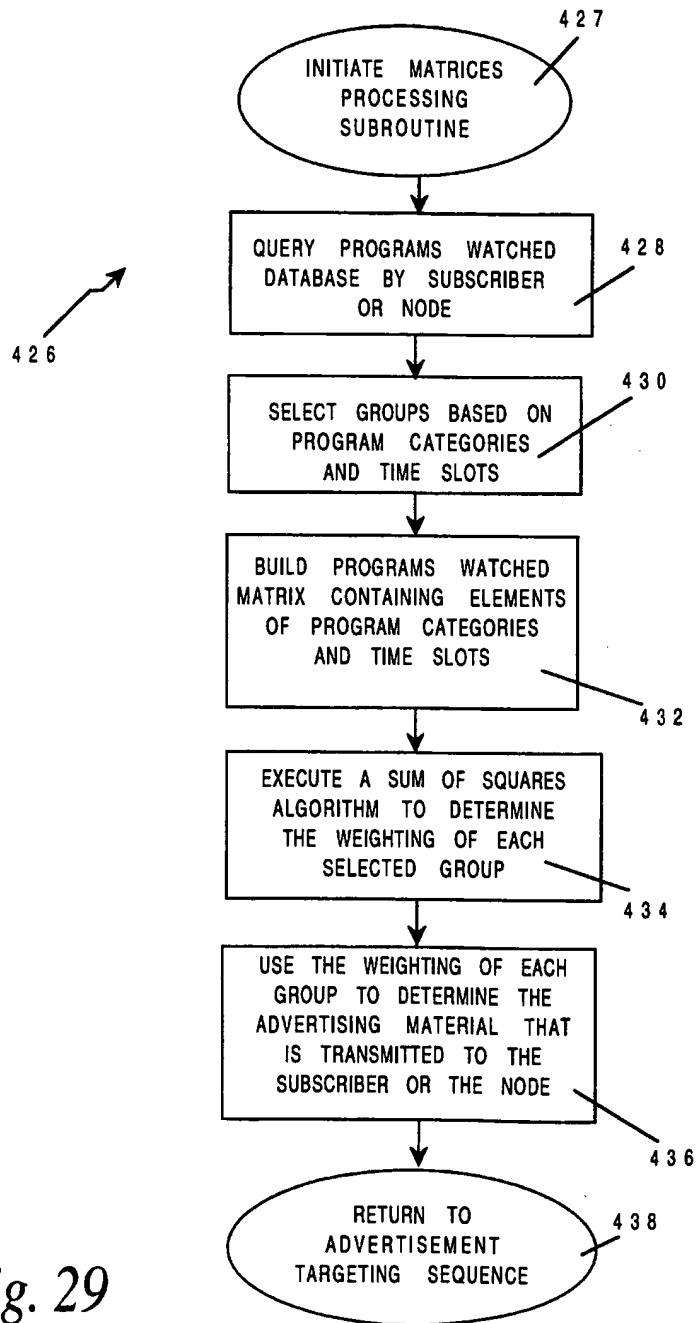 427
INITIATE MATRICES
PROCESSING
SUBROUTINE
QUERY PROGRAMS WATCHED
DATABASE BY SUBSCRIBER
OR NODE
428
426
430
SELECT GROUPS BASED ON
PROGRAM CATEGORIES
AND TIME SLOTS
BUILD PROGRAMS WATCHED
MATRIX CONTAINING ELEMENTS
OF PROGRAM CATEGORIES
AND TIME SLOTS
432
EXECUTE A SUM OF SQUARES
ALGORITHM TO DETERMINE
THE WEIGHTING OF EACH
SELECTED GROUP
434
USE THE WEIGHTING OF EACH
GROUP TO DETERMINE THE
ADVERTISING MATERIAL THAT
IS TRANSMITTED TO THE
SUBSCRIBER OR THE NODE
436
RETURN TO
ADVERTISEMENT
TARGETING SEQUENCE
438
g. 29